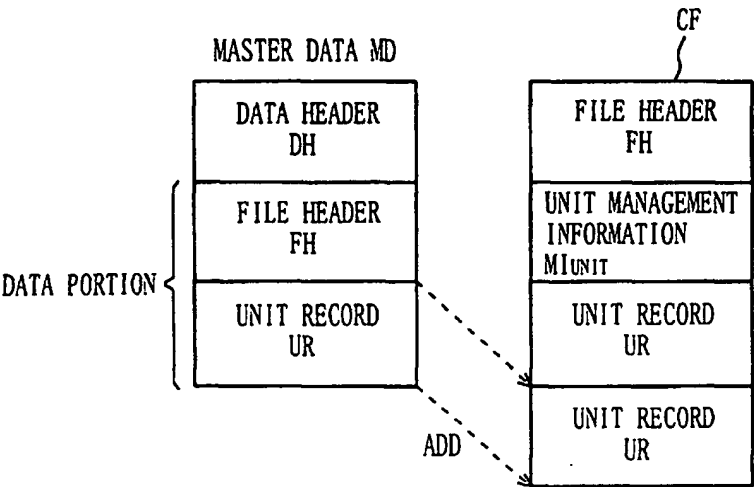 CF
MASTER DATA MD
DATA HEADER
DH
FILE HEADER
FH
UNIT RECORD
UR
DATA PORTION
FILE HEADER
FH
UNIT MANAGEMENT
INFORMATION
MIUNIT
UNIT RECORD
UR
UNIT RECORD
UR
ADD